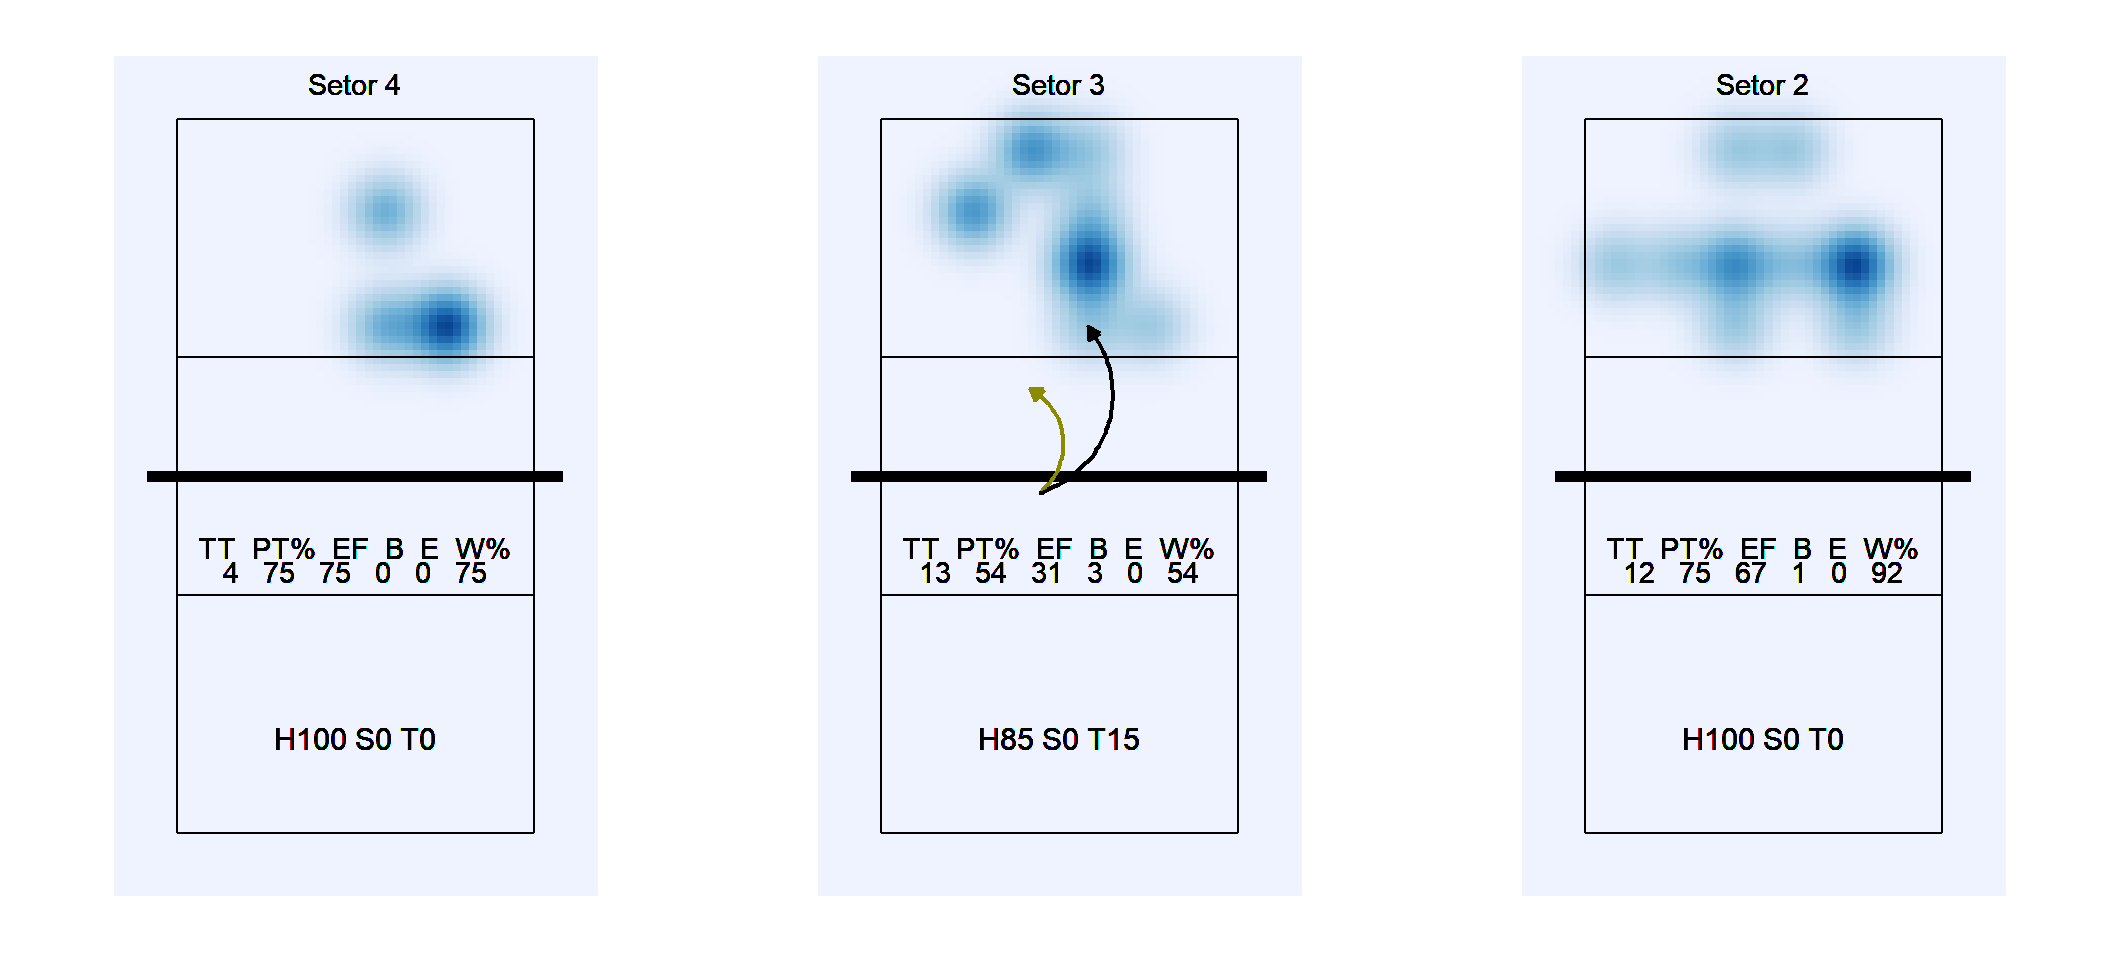 Setor 4
TT PT% EF B E W%
4 75 75 0 0 75
H100 S0 T0
Setor 3
TT PT% EF B E W%
13 54 31 3 0 54
H85 S0 T15
Setor 2
TT PT% EF B E W%
12 75 67 1 0 92
H100 S0 T0